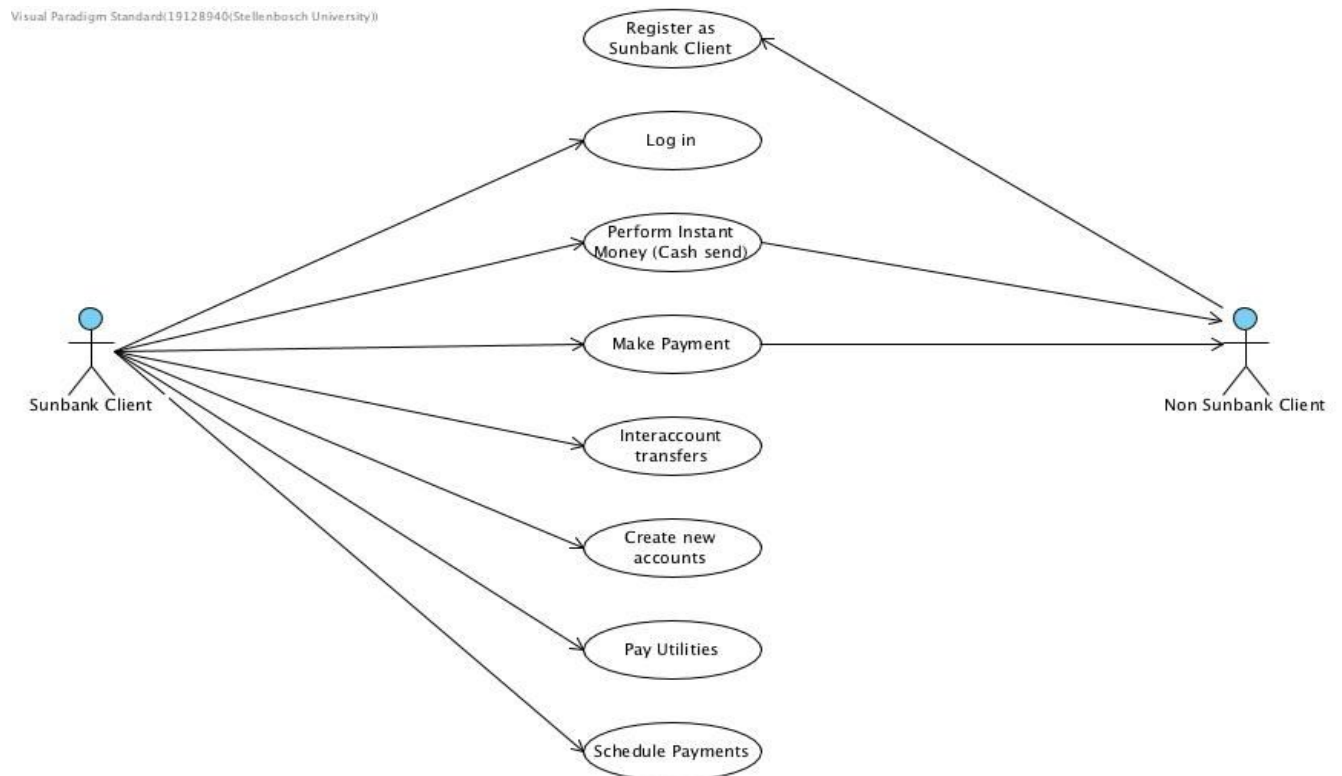 Visual Paradigm Standard(19128940(Stellenbosch University))
Register as
Sunbank Client
Log in
Perform Instant
Money (Cash send)
Make Payment
Sunbank Client
Non Sunbank Client
Interaccount
transfers
Create new
accounts
Pay Utilities
Schedule Payments